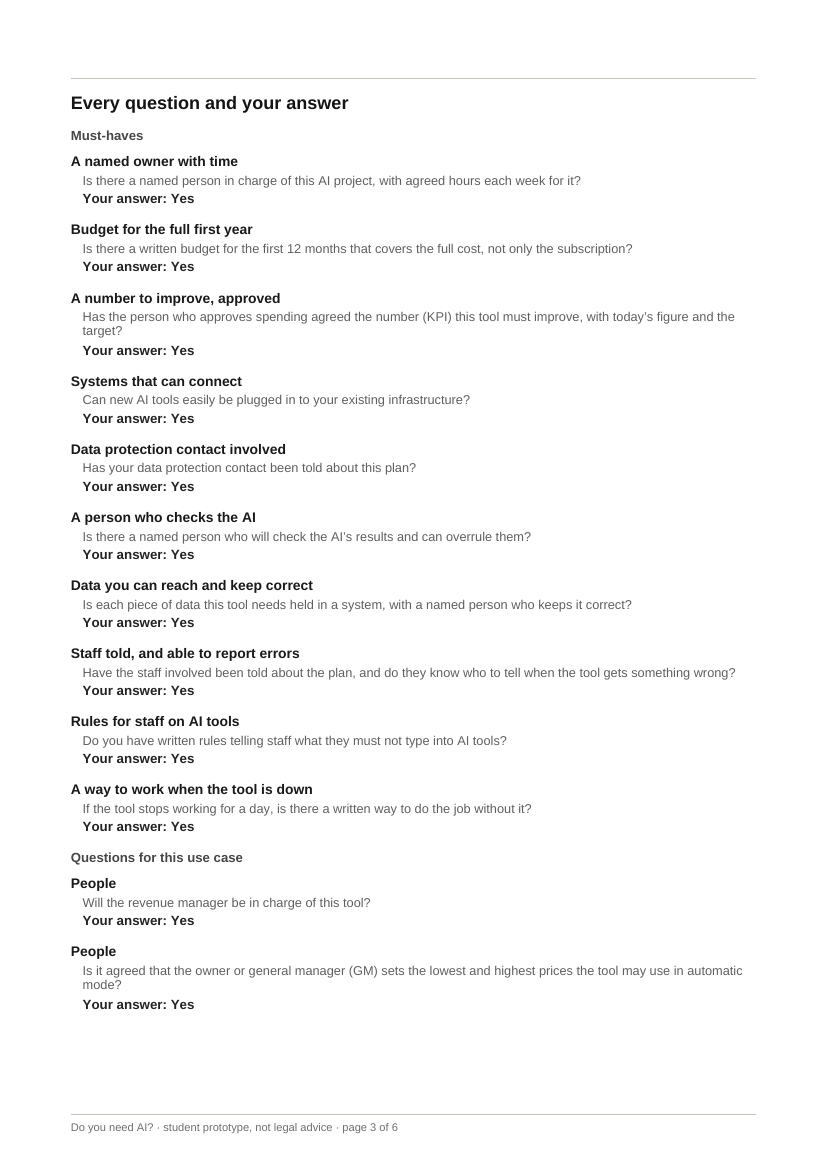 Every question and your answer
Must-haves
A named owner with time
Is there a named person in charge of this AI project, with agreed hours each week for it?
Your answer: Yes
Budget for the full first year
Is there a written budget for the first 12 months that covers the full cost, not only the subscription?
Your answer: Yes
A number to improve, approved
Has the person who approves spending agreed the number (KPI) this tool must improve, with today’s figure and the
target?
Your answer: Yes
Systems that can connect
Can new AI tools easily be plugged in to your existing infrastructure?
Your answer: Yes
Data protection contact involved
Has your data protection contact been told about this plan?
Your answer: Yes
A person who checks the AI
Is there a named person who will check the AI’s results and can overrule them?
Your answer: Yes
Data you can reach and keep correct
Is each piece of data this tool needs held in a system, with a named person who keeps it correct?
Your answer: Yes
Staff told, and able to report errors
Have the staff involved been told about the plan, and do they know who to tell when the tool gets something wrong?
Your answer: Yes
Rules for staff on AI tools
Do you have written rules telling staff what they must not type into AI tools?
Your answer: Yes
A way to work when the tool is down
If the tool stops working for a day, is there a written way to do the job without it?
Your answer: Yes
Questions for this use case
People
Will the revenue manager be in charge of this tool?
Your answer: Yes
People
Is it agreed that the owner or general manager (GM) sets the lowest and highest prices the tool may use in automatic
mode?
Your answer: Yes
Do you need AI? · student prototype, not legal advice · page 3 of 6